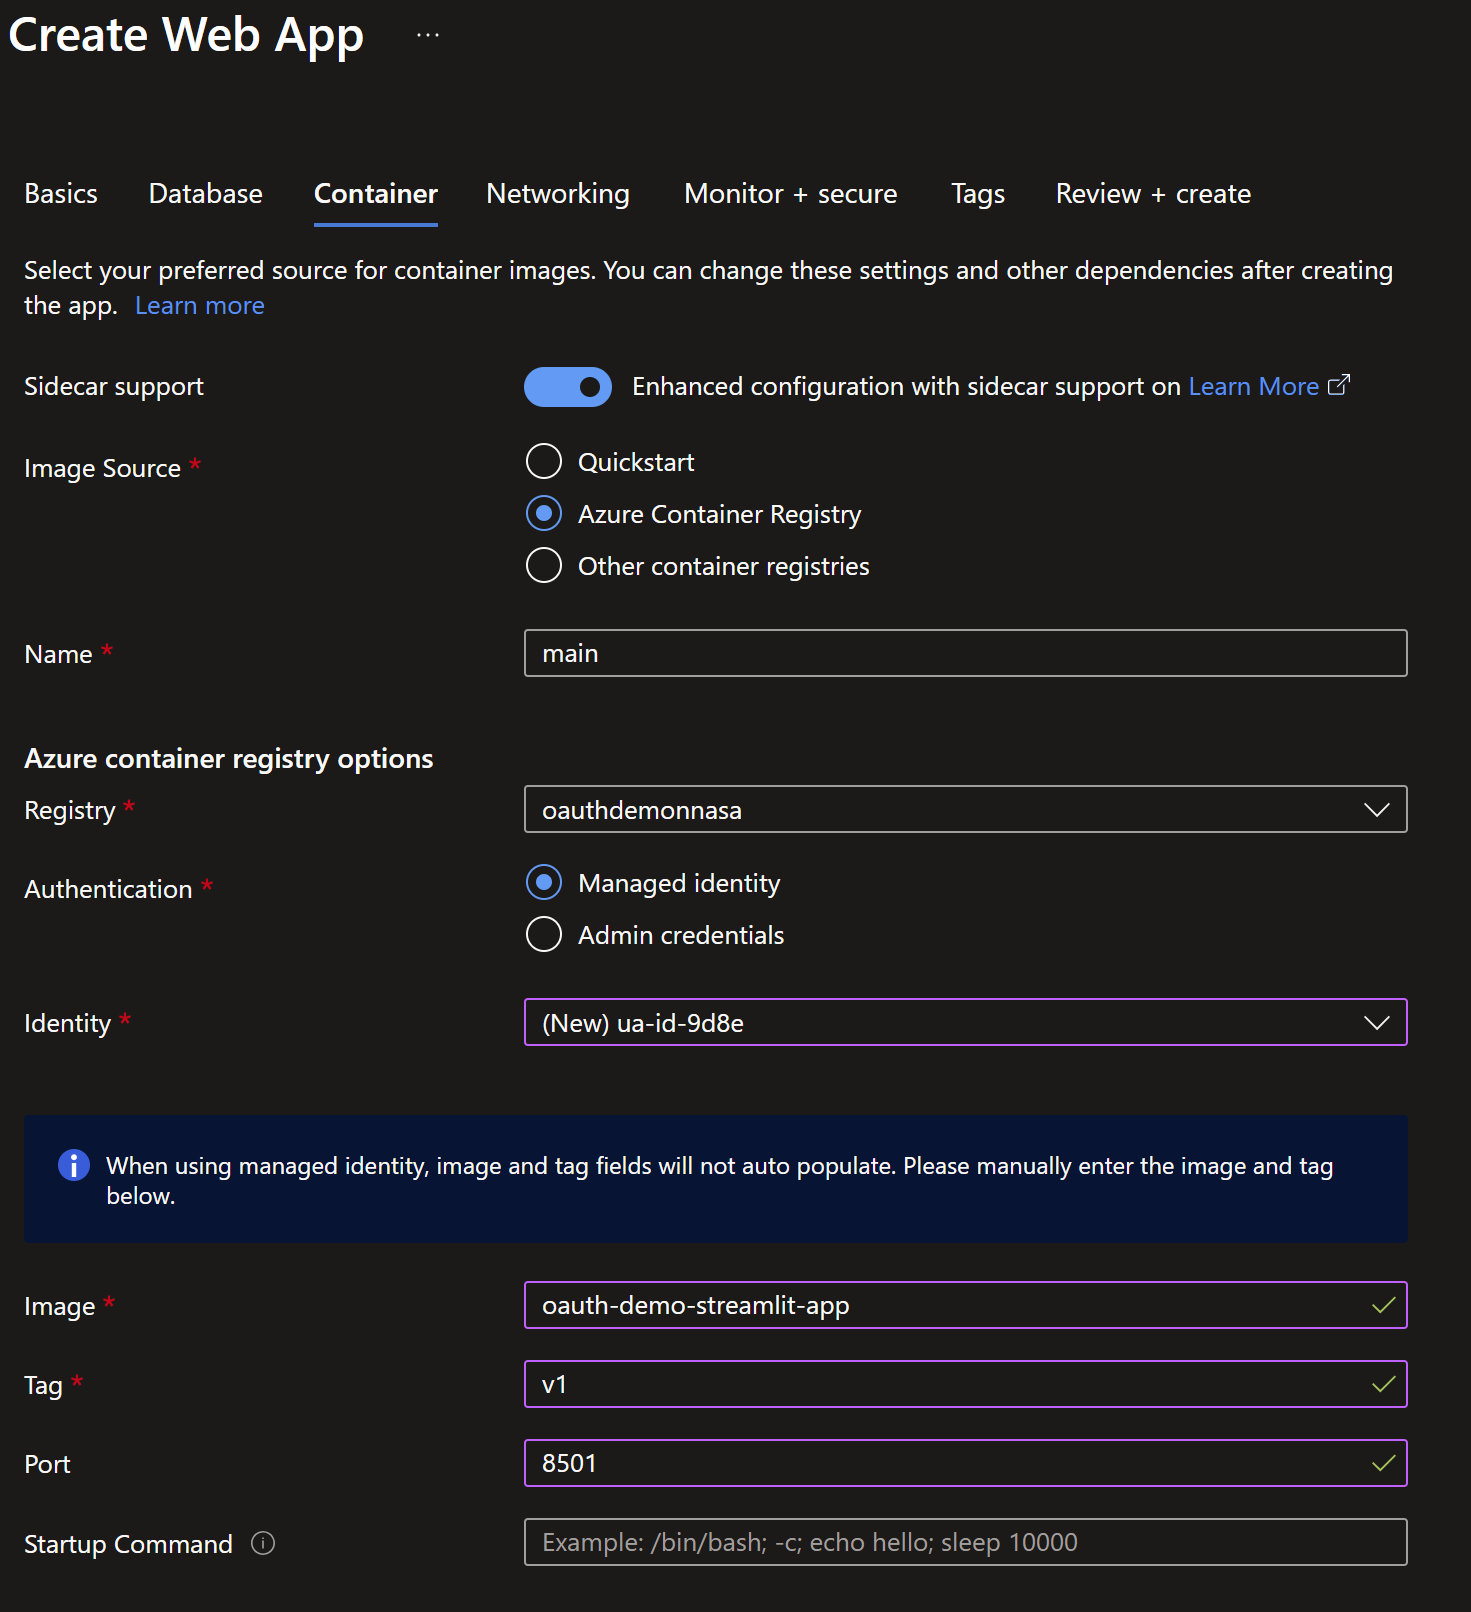 Create Web App ...
Basics Database Container Networking Monitor + secure Tags Review + create
Select your preferred source for container images. You can change these settings and other dependencies after creating
the app. Learn more
Sidecar support Enhanced configuration with sidecar support on Learn More
Image Source * Quickstart
Azure Container Registry
Other container registries
Name * main
Azure container registry options
Registry * oauthdemonnasa
Authentication * Managed identity
Admin credentials
Identity * (New) ua-id-9d8e
When using managed identity, image and tag fields will not auto populate. Please manually enter the image and tag
below.
Image * oauth-demo-streamlit-app
Tag * v1
Port 8501
Startup Command Example: /bin/bash; -c; echo hello; sleep 10000